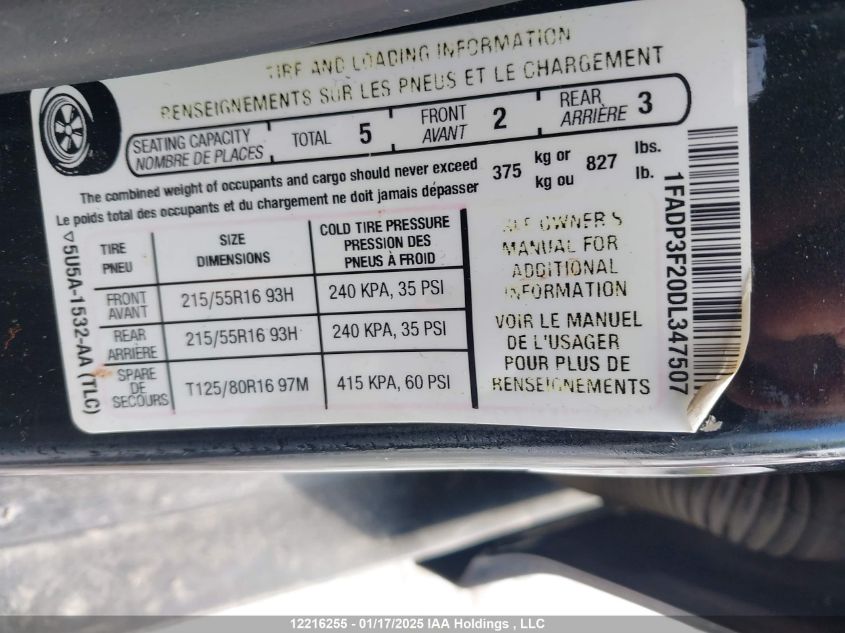 TIRE AND LOADING INFORMATION
RENSEIGNEMENTS SUR LES PNEUS ET LE CHARGEMENT
SEATING CAPACITY
NOMBRE DE PLACES
TOTAL 5
FRONT
AVANT 2
REAR
ARRIÈRE 3
The combined weight of occupants and cargo should never exceed
Le poids total des occupants et du chargement ne doit jamais dépasser
375 kg or 827 lbs.
kg ou lb.
TIRE
PNEU
SIZE
DIMENSIONS
COLD TIRE PRESSURE
PRESSION DES
PNEUS À FROID
FRONT
AVANT
215/55R16 93H
240 KPA, 35 PSI
REAR
ARRIÈRE
215/55R16 93H
240 KPA, 35 PSI
SPARE
DE
SECOURS
T125/80R16 97M
415 KPA, 60 PSI
SEE OWNER'S
MANUAL FOR
ADDITIONAL
INFORMATION
VOIR LE MANUEL
DE L'USAGER
POUR PLUS DE
RENSEIGNEMENTS
5U5A-1532-AA (TLC)
1FADP3F20DL347507
12216255 - 01/17/2025 IAA Holdings , LLC